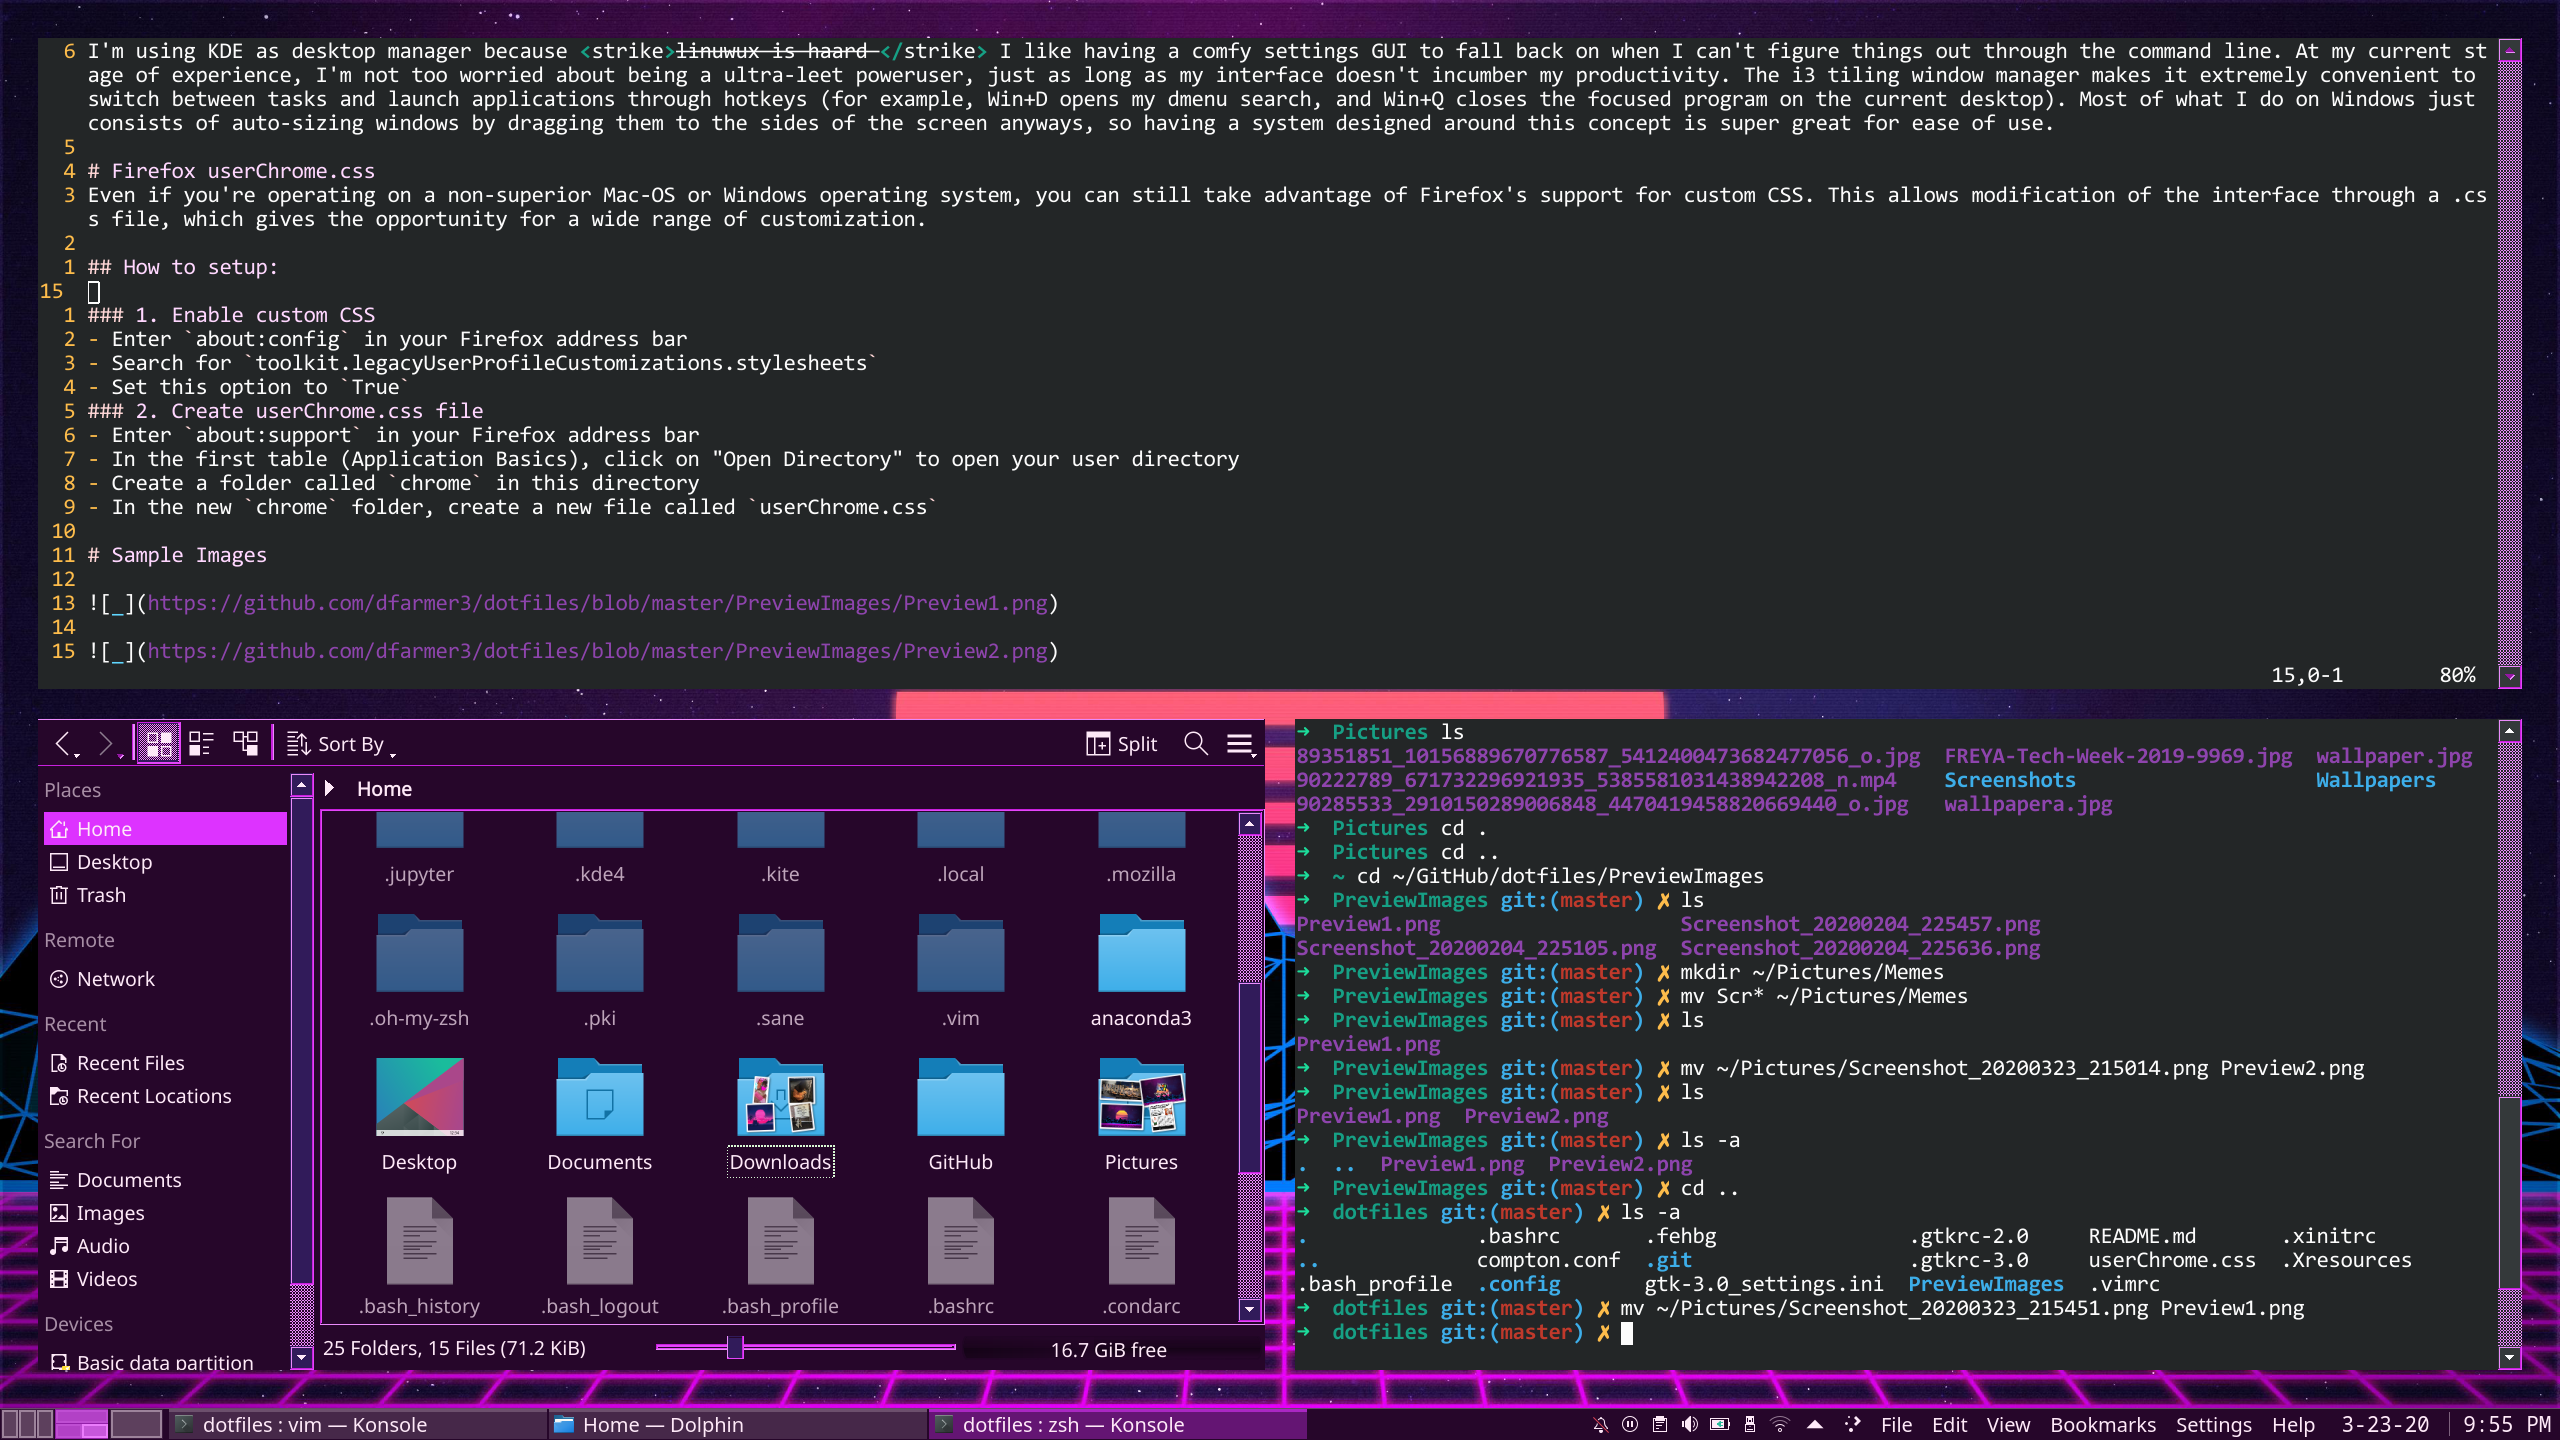 6 I'm using KDE as desktop manager because <strike>linuwux is haard </strike> I like having a comfy settings GUI to fall back on when I can't figure things out through the command line. At my current st
age of experience, I'm not too worried about being a ultra-leet poweruser, just as long as my interface doesn't incumber my productivity. The i3 tiling window manager makes it extremely convenient to
switch between tasks and launch applications through hotkeys (for example, Win+D opens my dmenu search, and Win+Q closes the focused program on the current desktop). Most of what I do on Windows just
consists of auto-sizing windows by dragging them to the sides of the screen anyways, so having a system designed around this concept is super great for ease of use.
5
4 # Firefox userChrome.css
3 Even if you're operating on a non-superior Mac-OS or Windows operating system, you can still take advantage of Firefox's support for custom CSS. This allows modification of the interface through a .cs
s file, which gives the opportunity for a wide range of customization.
2
1 ## How to setup:
15
1 ### 1. Enable custom CSS
2 - Enter `about:config` in your Firefox address bar
3 - Search for `toolkit.legacyUserProfileCustomizations.stylesheets`
4 - Set this option to `True`
5 ### 2. Create userChrome.css file
6 - Enter `about:support` in your Firefox address bar
7 - In the first table (Application Basics), click on "Open Directory" to open your user directory
8 - Create a folder called `chrome` in this directory
9 - In the new `chrome` folder, create a new file called `userChrome.css`
10
11 # Sample Images
12
13 ![_](https://github.com/dfarmer3/dotfiles/blob/master/PreviewImages/Preview1.png)
14
15 ![_](https://github.com/dfarmer3/dotfiles/blob/master/PreviewImages/Preview2.png)
15,0-1 80%
Sort By Split
Places
Home
Desktop
Trash
Remote
Network
Recent
Recent Files
Recent Locations
Search For
Documents
Images
Audio
Videos
Devices
Basic data partition
Home
.jupyter .kde4 .kite .local .mozilla
.oh-my-zsh .pki .sane .vim anaconda3
Desktop Documents Downloads GitHub Pictures
.bash_history .bash_logout .bash_profile .bashrc .condarc
25 Folders, 15 Files (71.2 KiB) 16.7 GiB free
➜ Pictures ls
89351851_10156889670776587_5412400473682477056_o.jpg FREYA-Tech-Week-2019-9969.jpg wallpaper.jpg
90222789_671732296921935_5385581031438942208_n.mp4 Screenshots Wallpapers
90285533_2910150289006848_4470419458820669440_o.jpg wallpapera.jpg
➜ Pictures cd .
➜ Pictures cd ..
➜ ~ cd ~/GitHub/dotfiles/PreviewImages
➜ PreviewImages git:(master) ✗ ls
Preview1.png Screenshot_20200204_225457.png
Screenshot_20200204_225105.png Screenshot_20200204_225636.png
➜ PreviewImages git:(master) ✗ mkdir ~/Pictures/Memes
➜ PreviewImages git:(master) ✗ mv Scr* ~/Pictures/Memes
➜ PreviewImages git:(master) ✗ ls
Preview1.png
➜ PreviewImages git:(master) ✗ mv ~/Pictures/Screenshot_20200323_215014.png Preview2.png
➜ PreviewImages git:(master) ✗ ls
Preview1.png Preview2.png
➜ PreviewImages git:(master) ✗ ls -a
. .. Preview1.png Preview2.png
➜ PreviewImages git:(master) ✗ cd ..
➜ dotfiles git:(master) ✗ ls -a
. .bashrc .fehbg .gtkrc-2.0 README.md .xinitrc
.. compton.conf .git .gtkrc-3.0 userChrome.css .Xresources
.bash_profile .config gtk-3.0_settings.ini PreviewImages .vimrc
➜ dotfiles git:(master) ✗ mv ~/Pictures/Screenshot_20200323_215451.png Preview1.png
➜ dotfiles git:(master) ✗
dotfiles : vim — Konsole Home — Dolphin dotfiles : zsh — Konsole File Edit View Bookmarks Settings Help 3-23-20 9:55 PM